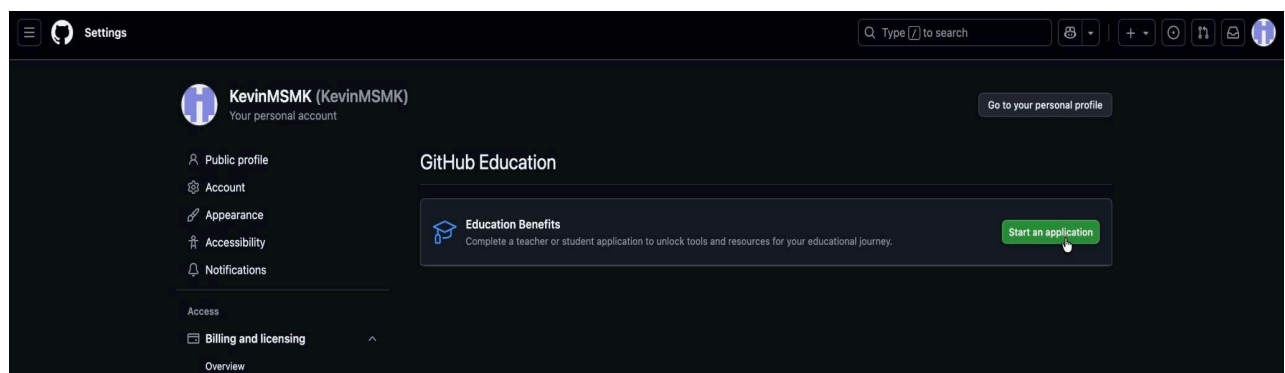 Settings
Type / to search
KevinMSMK (KevinMSMK)
Your personal account
Go to your personal profile
Public profile
Account
Appearance
Accessibility
Notifications
Access
Billing and licensing
Overview
GitHub Education
Education Benefits
Complete a teacher or student application to unlock tools and resources for your educational journey.
Start an application